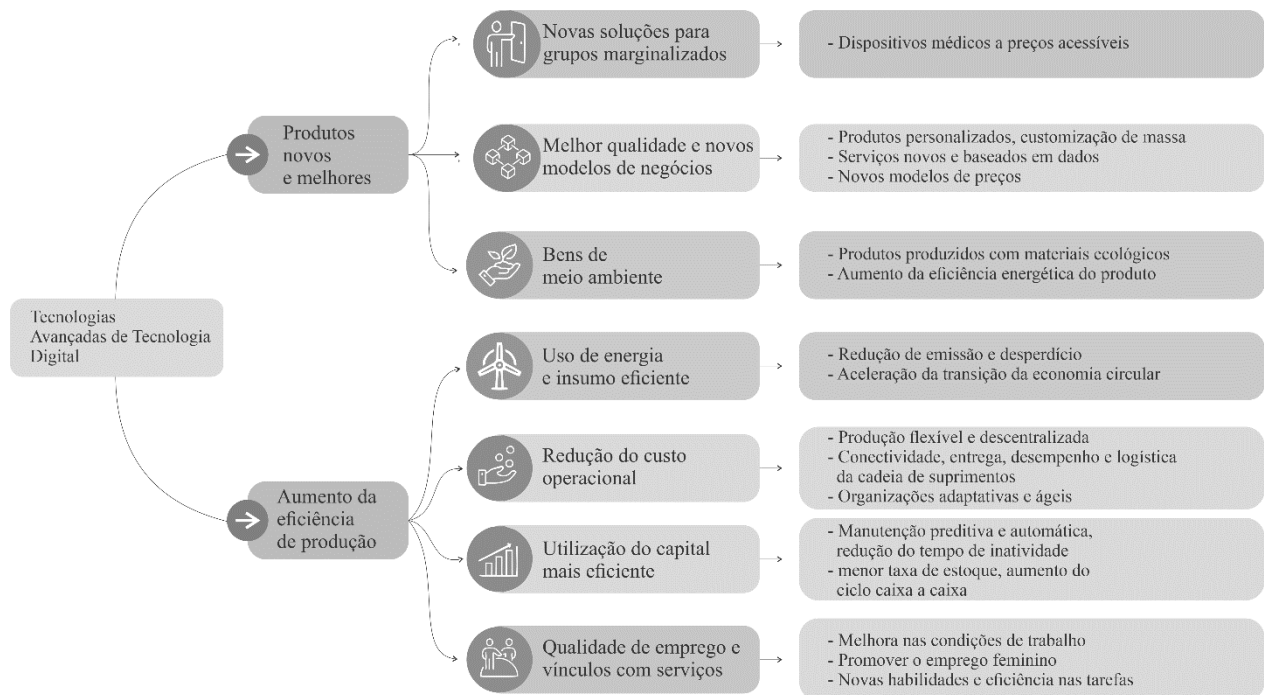 Tecnologias
Avançadas de Tecnologia
Digital
Produtos
novos
e melhores
Novas soluções para
grupos marginalizados
- Dispositivos médicos a preços acessíveis
Melhor qualidade e novos
modelos de negócios
- Produtos personalizados, customização de massa
- Serviços novos e baseados em dados
- Novos modelos de preços
Bens de
meio ambiente
- Produtos produzidos com materiais ecológicos
- Aumento da eficiência energética do produto
Aumento da
eficiência
de produção
Uso de energia
e insumo eficiente
- Redução de emissão e desperdício
- Aceleração da transição da economia circular
Redução do custo
operacional
- Produção flexível e descentralizada
- Conectividade, entrega, desempenho e logística
da cadeia de suprimentos
- Organizações adaptativas e ágeis
Utilização do capital
mais eficiente
- Manutenção preditiva e automática,
redução do tempo de inatividade
- menor taxa de estoque, aumento do
ciclo caixa a caixa
Qualidade de emprego e
vínculos com serviços
- Melhora nas condições de trabalho
- Promover o emprego feminino
- Novas habilidades e eficiência nas tarefas